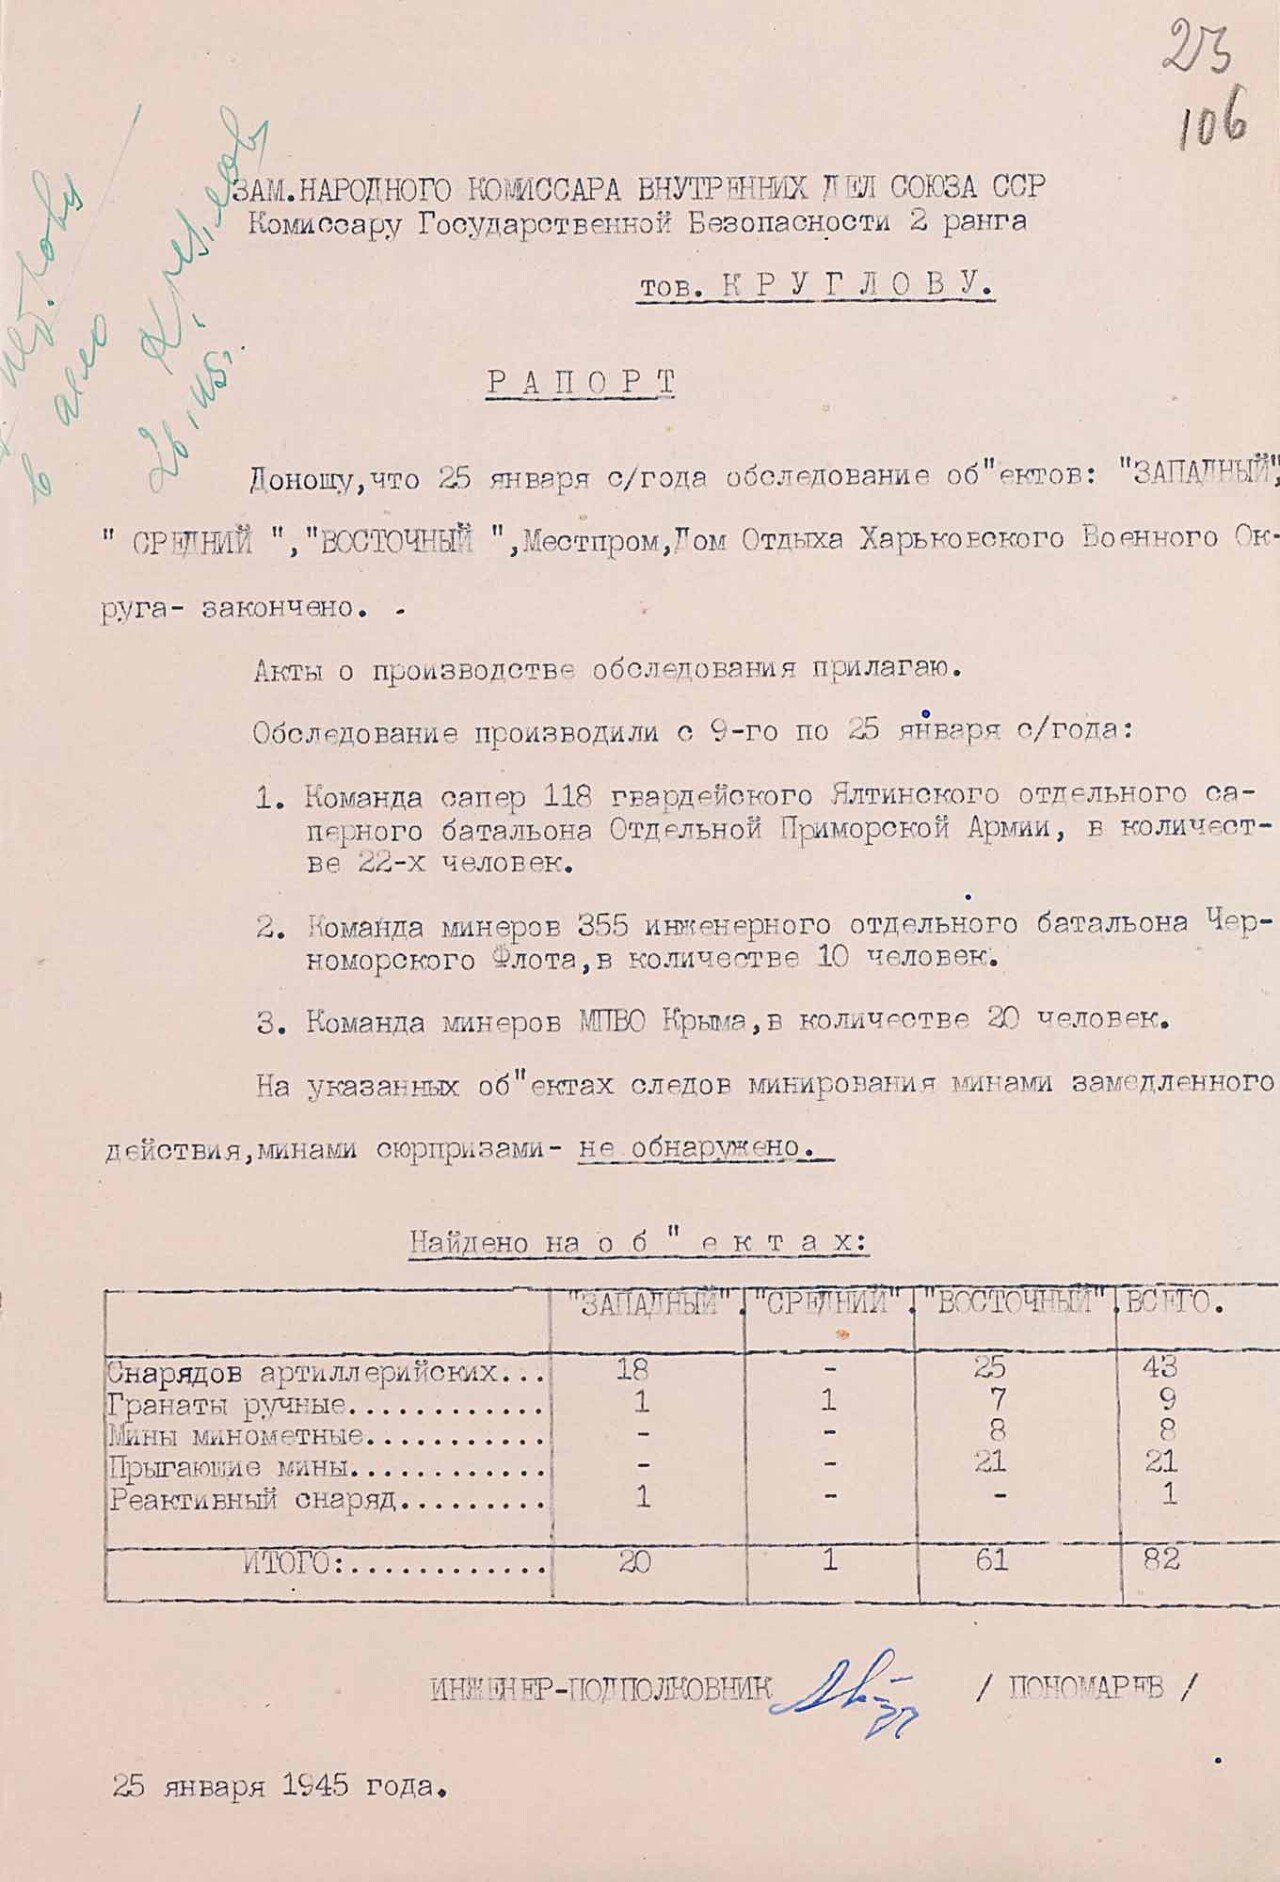 23
106
ЗАМ.НАРОДНОГО КОМИССАРА ВНУТРЕННИХ ДЕЛ СОЮЗА ССР
Комиссару Государственной Безопасности 2 ранга
тов. К Р У Г Л О В У.
в дело
Р А П О Р Т
Доношу,что 25 января с/года обследование об"ектов: "ЗАПАДНЫЙ",
" СРЕДНИЙ ","ВОСТОЧНЫЙ ",Местпром,Дом Отдыха Харьковского Военного Ок-
руга- закончено. -
Акты о производстве обследования прилагаю.
Обследование производили с 9-го по 25 января с/года:
1. Команда сапер 118 гвардейского Ялтинского отдельного са-
перного батальона Отдельной Приморской Армии, в количест-
ве 22-х человек.
2. Команда минеров 355 инженерного отдельного батальона Чер-
номорского Флота,в количестве 10 человек.
3. Команда минеров МПВО Крыма,в количестве 20 человек.
На указанных об"ектах следов минирования минами замедленного
действия,минами сюрпризами- не обнаружено.
Найдено на о б " е к т а х:
"ЗАПАДНЫЙ". "СРЕДНИЙ". "ВОСТОЧНЫЙ". ВСЕГО.
Снарядов артиллерийских... 18 - 25 43
Гранаты ручные............ 1 1 7 9
Мины минометные........... - - 8 8
Прыгающие мины............ - - 21 21
Реактивный снаряд......... 1 - - 1
ИТОГО:............ 20 1 61 82
ИНЖЕНЕР-ПОДПОЛКОВНИК / ПОНОМАРЕВ /
25 января 1945 года.